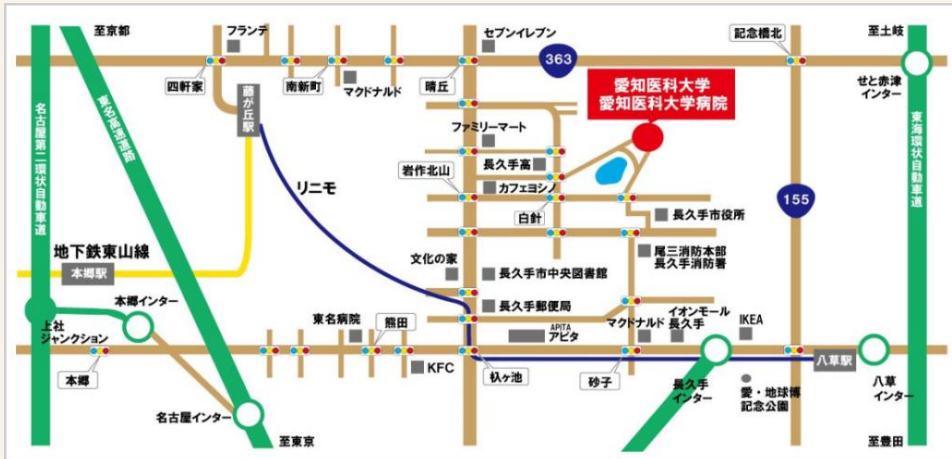 至京都
フランテ
セブンイレブン
記念橋北
至土岐
363
四軒家
南新町
マクドナルド
晴丘
せと赤津
インター
愛知医科大学
愛知医科大学病院
名古屋第二環状自動車道
東名高速道路
藤が丘駅
東海環状自動車道
ファミリーマート
長久手高
リニモ
岩作北山
カフェヨシノ
155
白針
長久手市役所
地下鉄東山線
本郷駅
文化の家
長久手市中央図書館
尾三消防本部
長久手消防署
本郷インター
長久手郵便局
上社
ジャンクション
東名病院
熊田
APITA
アピタ
マクドナルド
イオンモール
長久手
IKEA
本郷
KFC
杁ヶ池
砂子
八草駅
長久手
インター
愛・地球博
記念公園
八草
インター
名古屋インター
至東京
至豊田